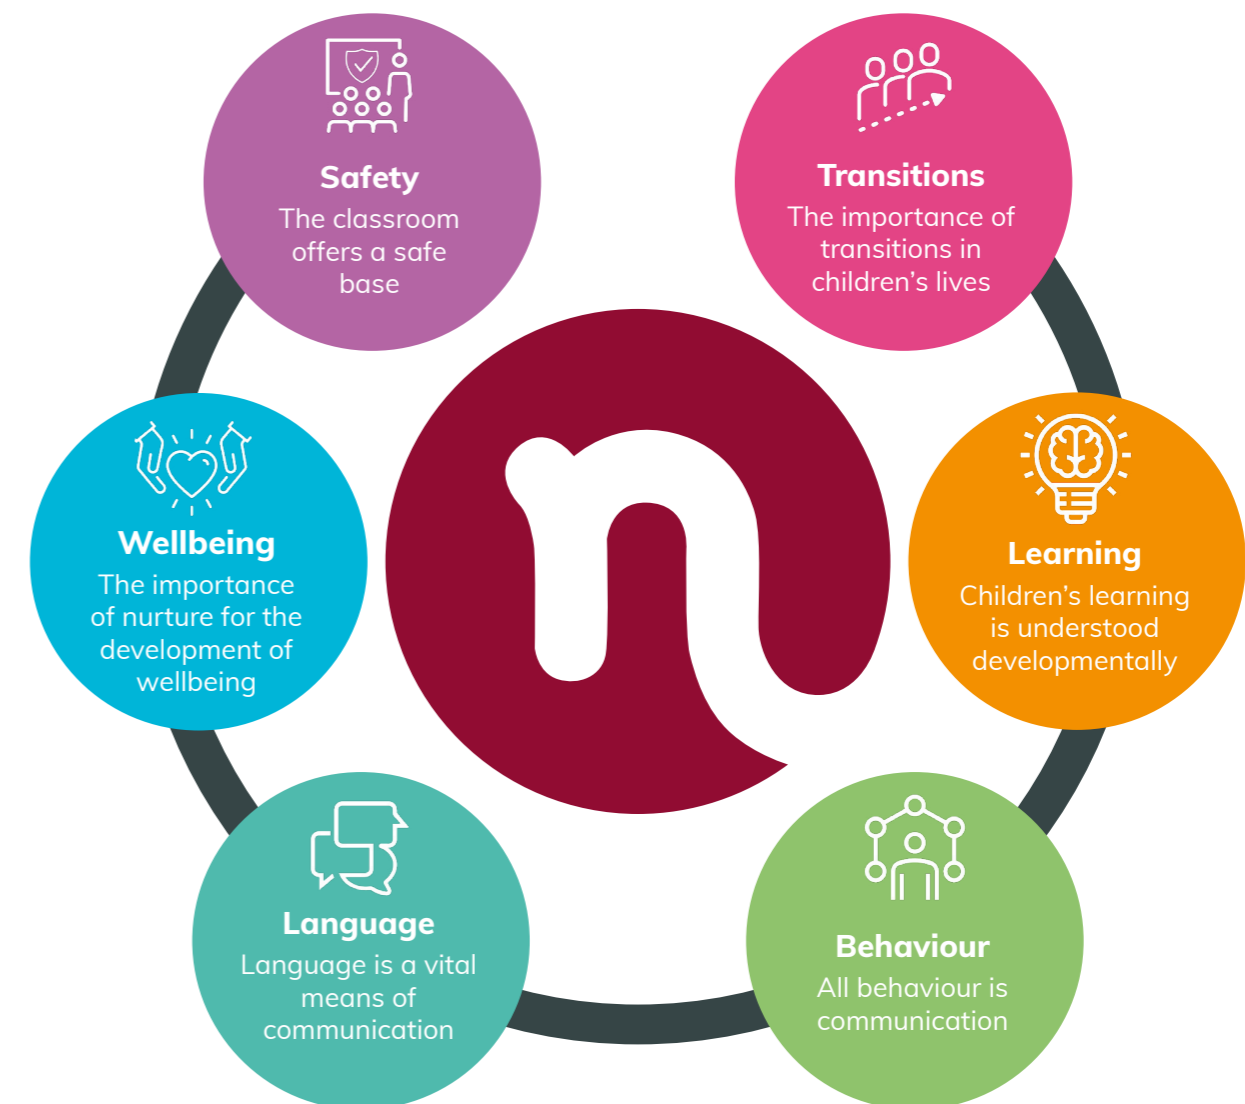 Safety
The classroom
offers a safe
base
Transitions
The importance of
transitions in
children's lives
Wellbeing
The importance
of nurture for the
development of
wellbeing
n
Learning
Children's learning
is understood
developmentally
Language
Language is a vital
means of
communication
Behaviour
All behaviour is
communication